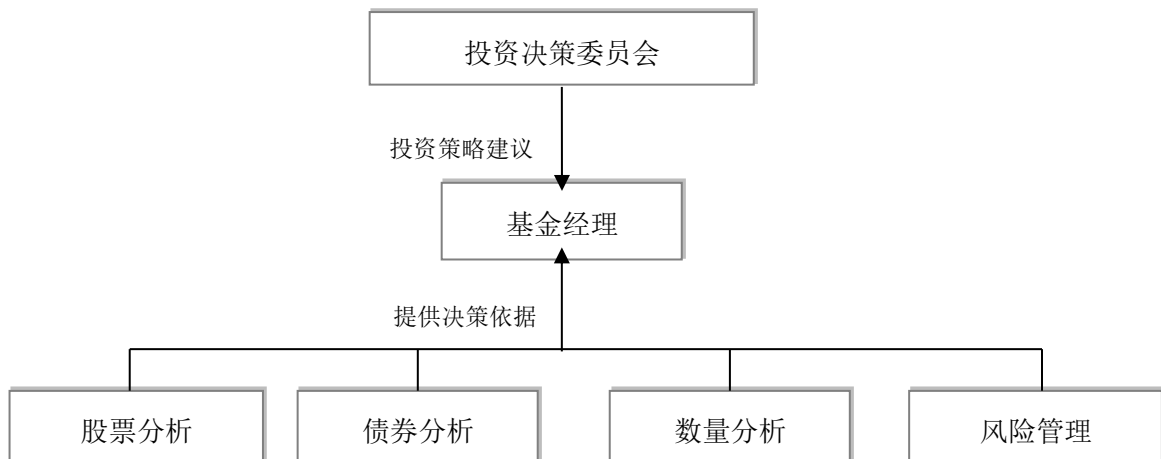 投资决策委员会
投资策略建议
基金经理
提供决策依据
股票分析
债券分析
数量分析
风险管理